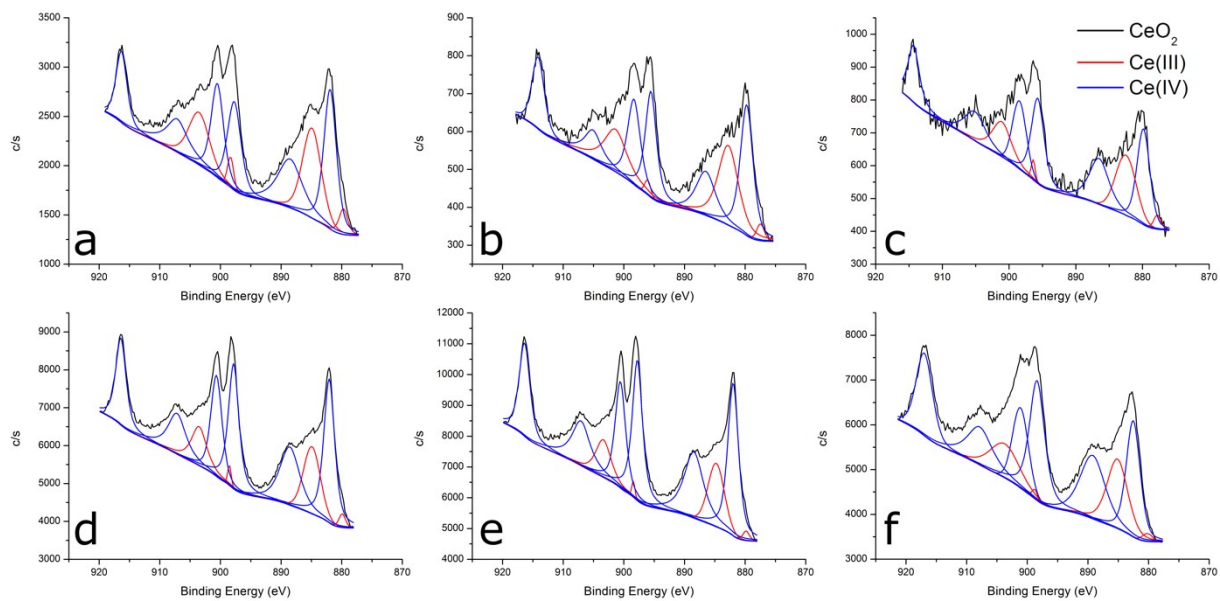 3500
3000
2500
2000
1500
1000
c/s
920 910 900 890 880 870
Binding Energy (eV)
a
900
800
700
600
500
400
300
c/s
920 910 900 890 880 870
Binding Energy (eV)
b
1000
900
800
700
600
500
400
300
c/s
920 910 900 890 880 870
Binding Energy (eV)
c
CeO₂
Ce(III)
Ce(IV)
9000
8000
7000
6000
5000
4000
3000
c/s
920 910 900 890 880 870
Binding Energy (eV)
d
12000
11000
10000
9000
8000
7000
6000
5000
4000
c/s
920 910 900 890 880 870
Binding Energy (eV)
e
8000
7000
6000
5000
4000
3000
c/s
920 910 900 890 880 870
Binding Energy (eV)
f